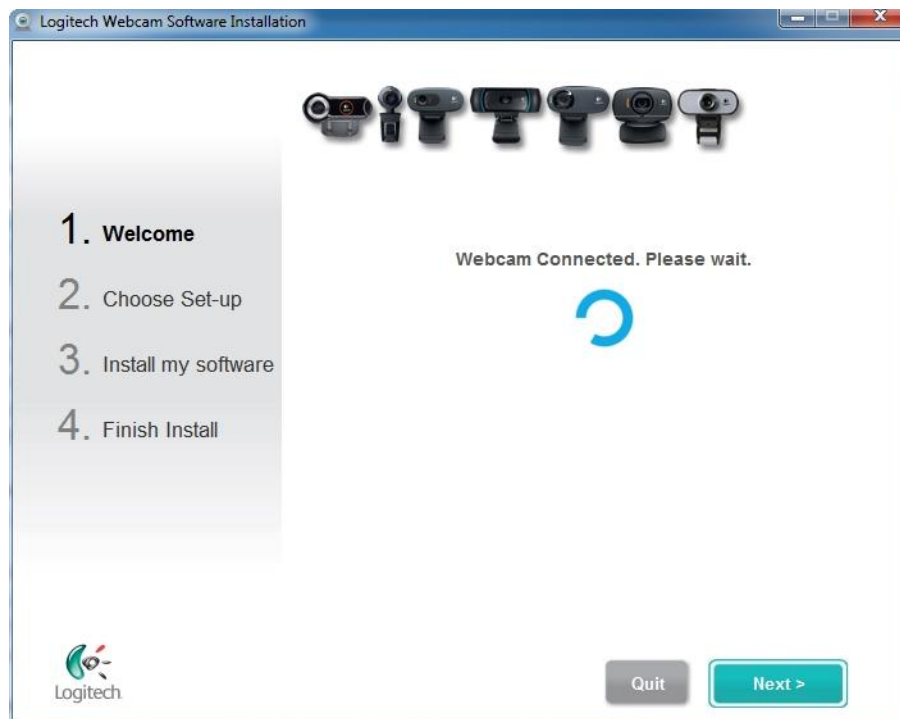 Logitech Webcam Software Installation
1. Welcome
2. Choose Set-up
3. Install my software
4. Finish Install
Webcam Connected. Please wait.
Logitech
Quit
Next >